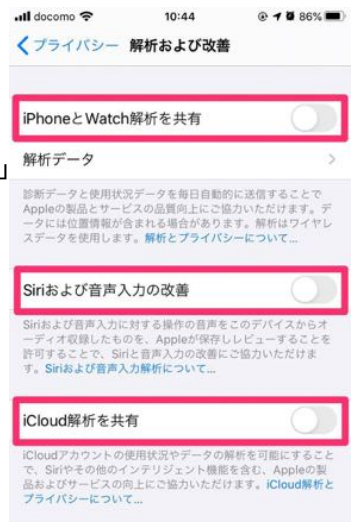 docomo 10:44 86%
プライバシー 解析および改善
iPhoneとWatch解析を共有
解析データ
」
診断データと使用状況データを毎日自動的に送信することで
Appleの製品とサービスの品質向上にご協力いただけます。デ
ータには位置情報が含まれる場合があります。解析はワイヤレ
スデータを使用します。解析とプライバシーについて...
Siriおよび音声入力の改善
Siriおよび音声入力に対する操作の音声をこのデバイスからオ
ーディオ収録したものを、Appleが保存しレビューすることを
許可することで、Siriと音声入力の改善にご協力いただけま
す。Siriおよび音声入力解析について...
iCloud解析を共有
iCloudアカウントの使用状況やデータの解析を可能にすること
で、Siriやその他のインテリジェント機能を含む、Appleの製
品およびサービスの向上にご協力いただけます。iCloud解析と
プライバシーについて...